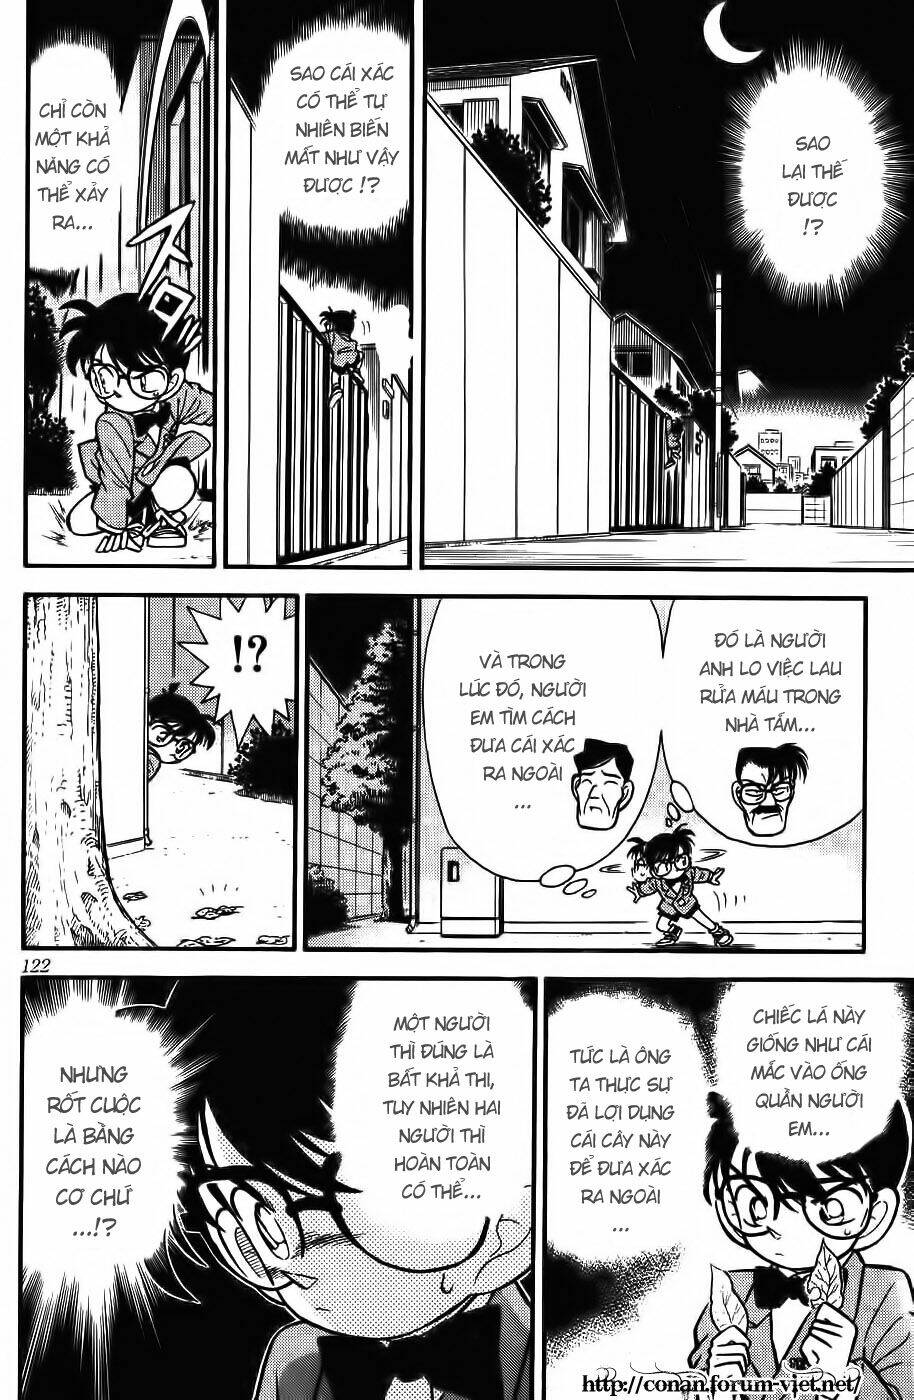 SAO
LẠI THẾ
ĐƯỢC
!?
SAO CÁI XÁC
CÓ THỂ TỰ
NHIÊN BIẾN
MẤT NHƯ VẬY
ĐƯỢC !?
CHỈ CÒN
MỘT KHẢ
NĂNG CÓ
THỂ XẢY
RA...
ズロ
ĐÓ LÀ NGƯỜI
ANH LO VIỆC LAU
RỬA MÁU TRONG
NHÀ TẮM...
VÀ TRONG
LÚC ĐÓ, NGƯỜI
EM TÌM CÁCH
ĐƯA CÁI XÁC
RA NGOÀI
...
!?
122
CHIẾC LÁ NÀY
GIỐNG NHƯ CÁI
MẮC VÀO ỐNG
QUẦN NGƯỜI
EM...
TỨC LÀ ÔNG
TA THỰC SỰ
ĐÃ LỢI DỤNG
CÁI CÂY NÀY
ĐỂ ĐƯA XÁC
RA NGOÀI
...
MỘT NGƯỜI
THÌ ĐÚNG LÀ
BẤT KHẢ THI,
TUY NHIÊN HAI
NGƯỜI THÌ
HOÀN TOÀN
CÓ THỂ...
NHƯNG
RỐT CUỘC
LÀ BẰNG
CÁCH NÀO
CƠ CHỨ
...!?
http://conan.forum-viet.net/